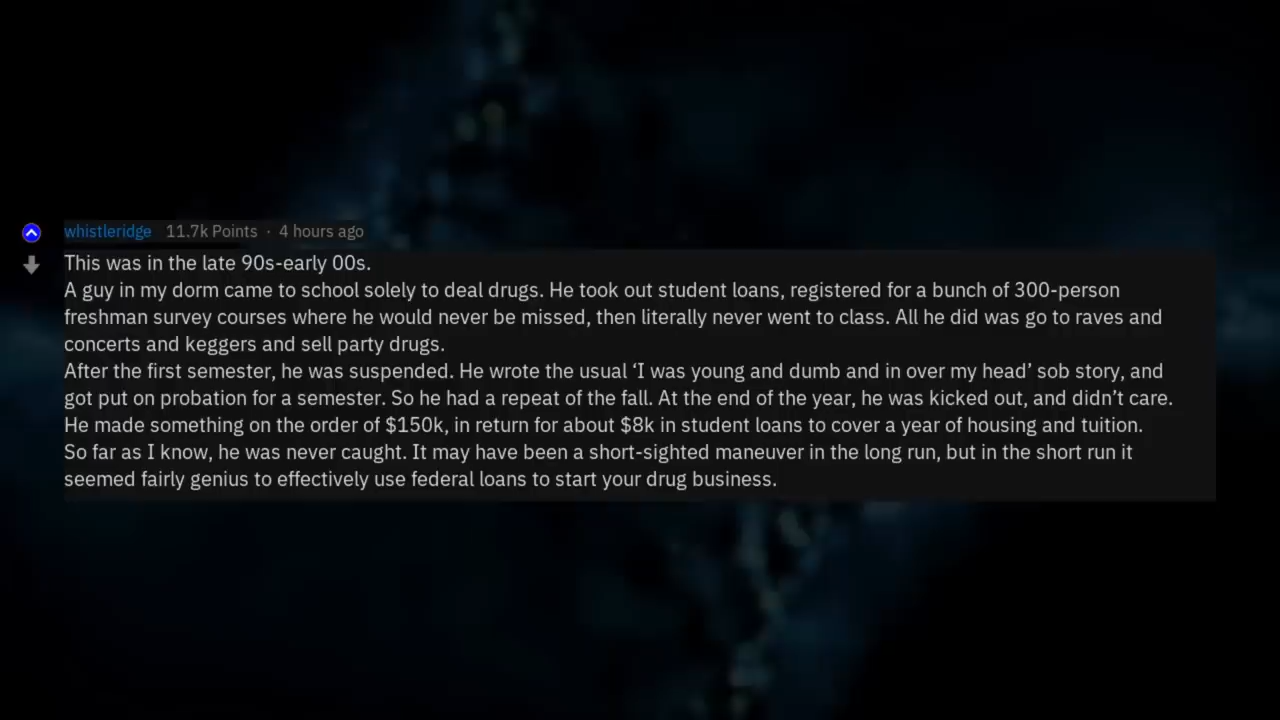 whistleridge 11.7k Points · 4 hours ago
This was in the late 90s-early 00s.
A guy in my dorm came to school solely to deal drugs. He took out student loans, registered for a bunch of 300-person
freshman survey courses where he would never be missed, then literally never went to class. All he did was go to raves and
concerts and keggers and sell party drugs.
After the first semester, he was suspended. He wrote the usual ‘I was young and dumb and in over my head’ sob story, and
got put on probation for a semester. So he had a repeat of the fall. At the end of the year, he was kicked out, and didn’t care.
He made something on the order of $150k, in return for about $8k in student loans to cover a year of housing and tuition.
So far as I know, he was never caught. It may have been a short-sighted maneuver in the long run, but in the short run it
seemed fairly genius to effectively use federal loans to start your drug business.